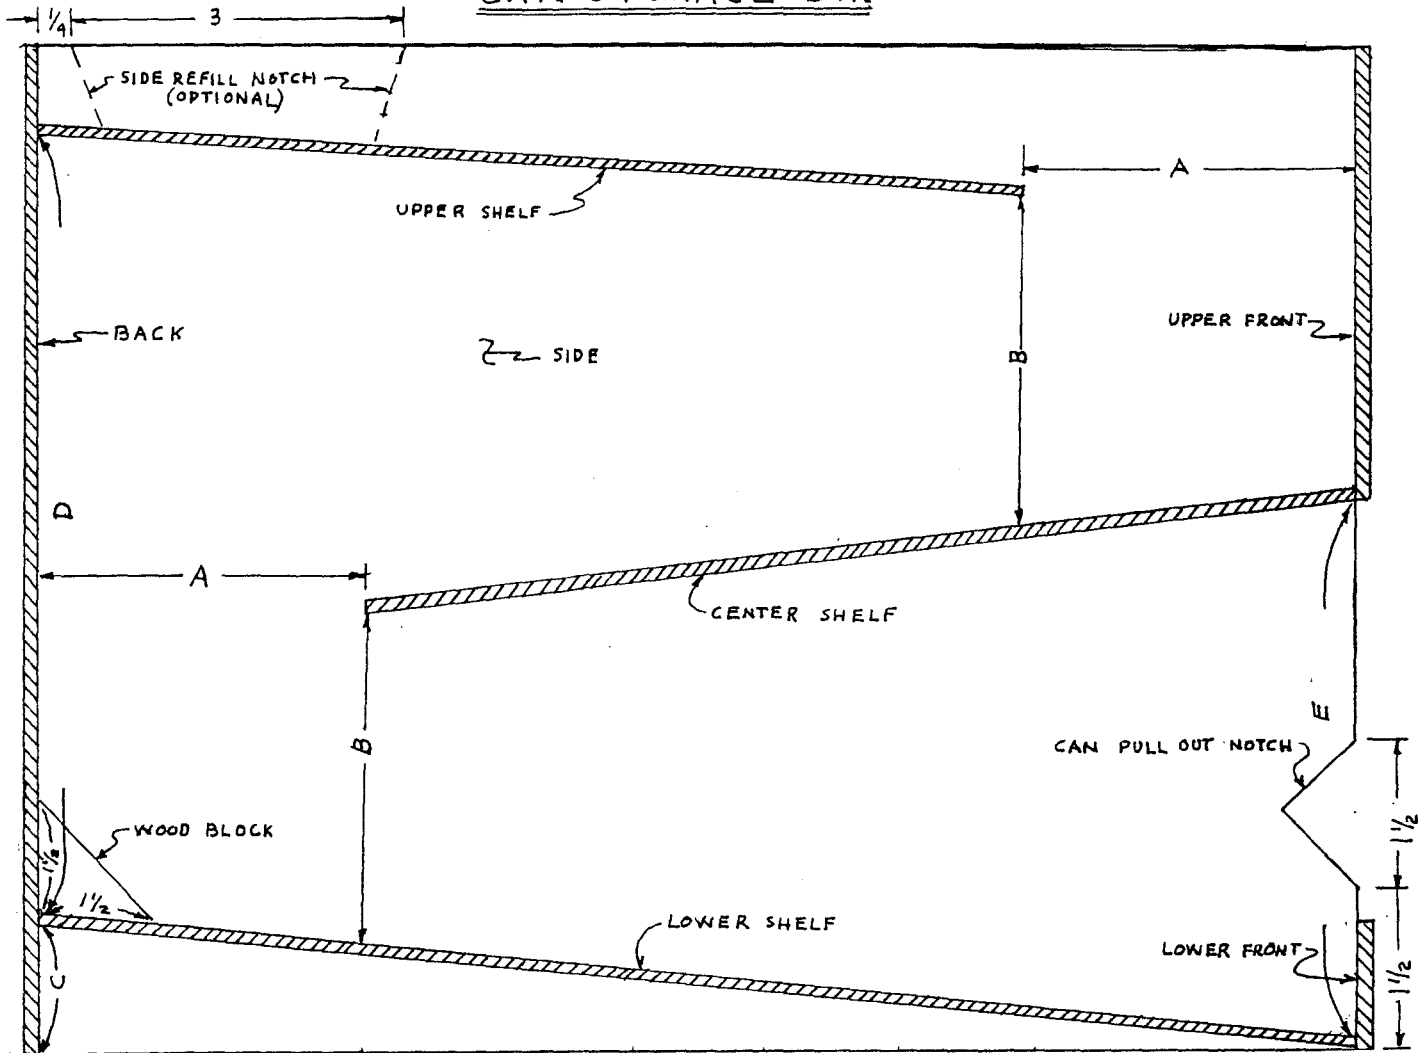 1/4
3
SIDE REFILL NOTCH
(OPTIONAL)
A
UPPER SHELF
BACK
SIDE
UPPER FRONT
B
D
A
CENTER SHELF
E
B
CAN PULL OUT NOTCH
1 1/2
WOOD BLOCK
1 1/2
1 1/2
LOWER SHELF
LOWER FRONT
1 1/2
C